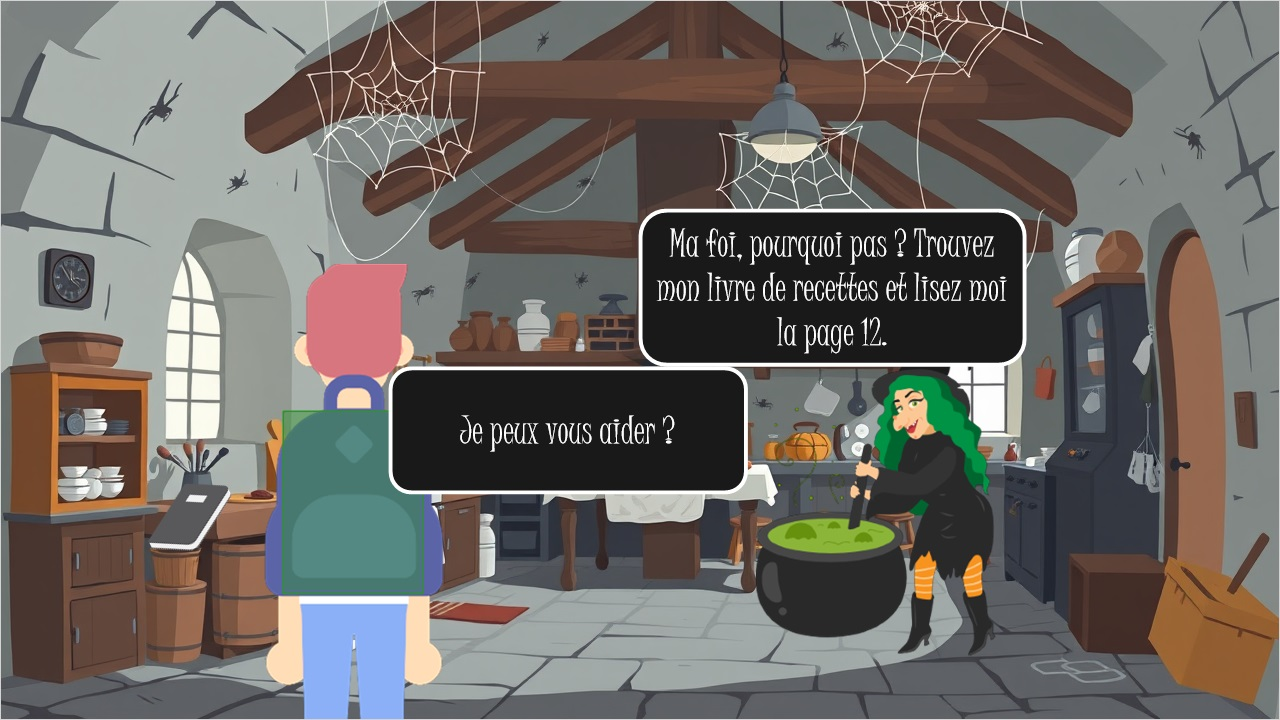 Ma foi, pourquoi pas ? Trouvez
mon livre de recettes et lisez moi
la page 12.
Je peux vous aider ?